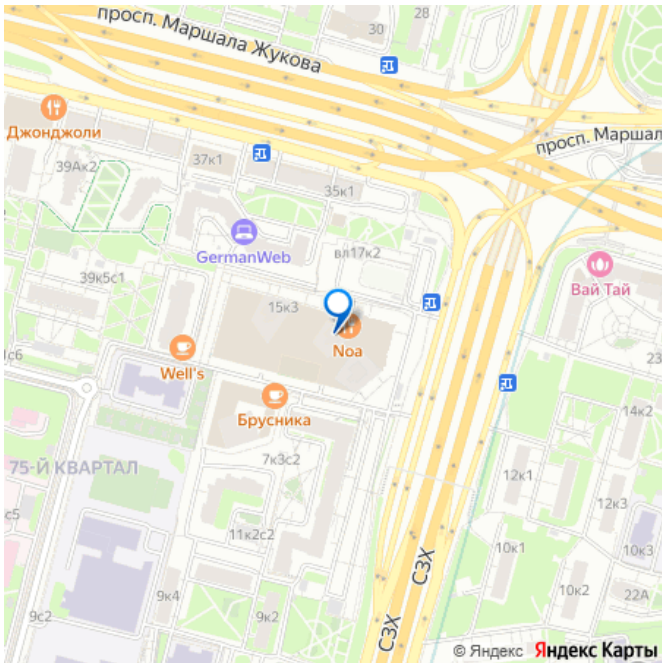 28
30
просп. Маршала Жукова
Джонджоли
просп. Маршал
37к1
39Ак2
35к1
GermanWeb
вл17к2
39к5с1
Вай Тай
15к3
Noa
1с6
Well's
23
Брусника
14к2
7к3с2
75-Й КВАРТАЛ
12к1
12к3
с5
11к2с2
10к1
10к3
СЗХ
9к4
10к2
22А
9с2
9к2
СЗХ
© Яндекс Яндекс Карты